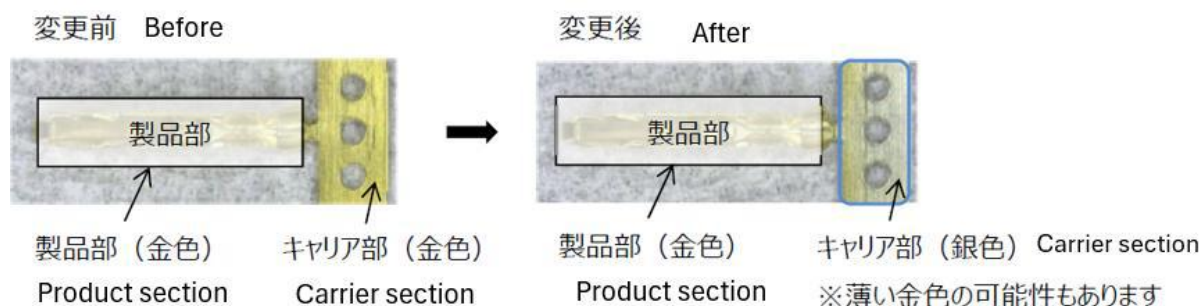 変更前 Before
変更後 After
製品部
製品部
製品部（金色） キャリア部（金色）
Product section Carrier section
製品部（金色） キャリア部（銀色） Carrier section
Product section ※薄い金色の可能性もあります